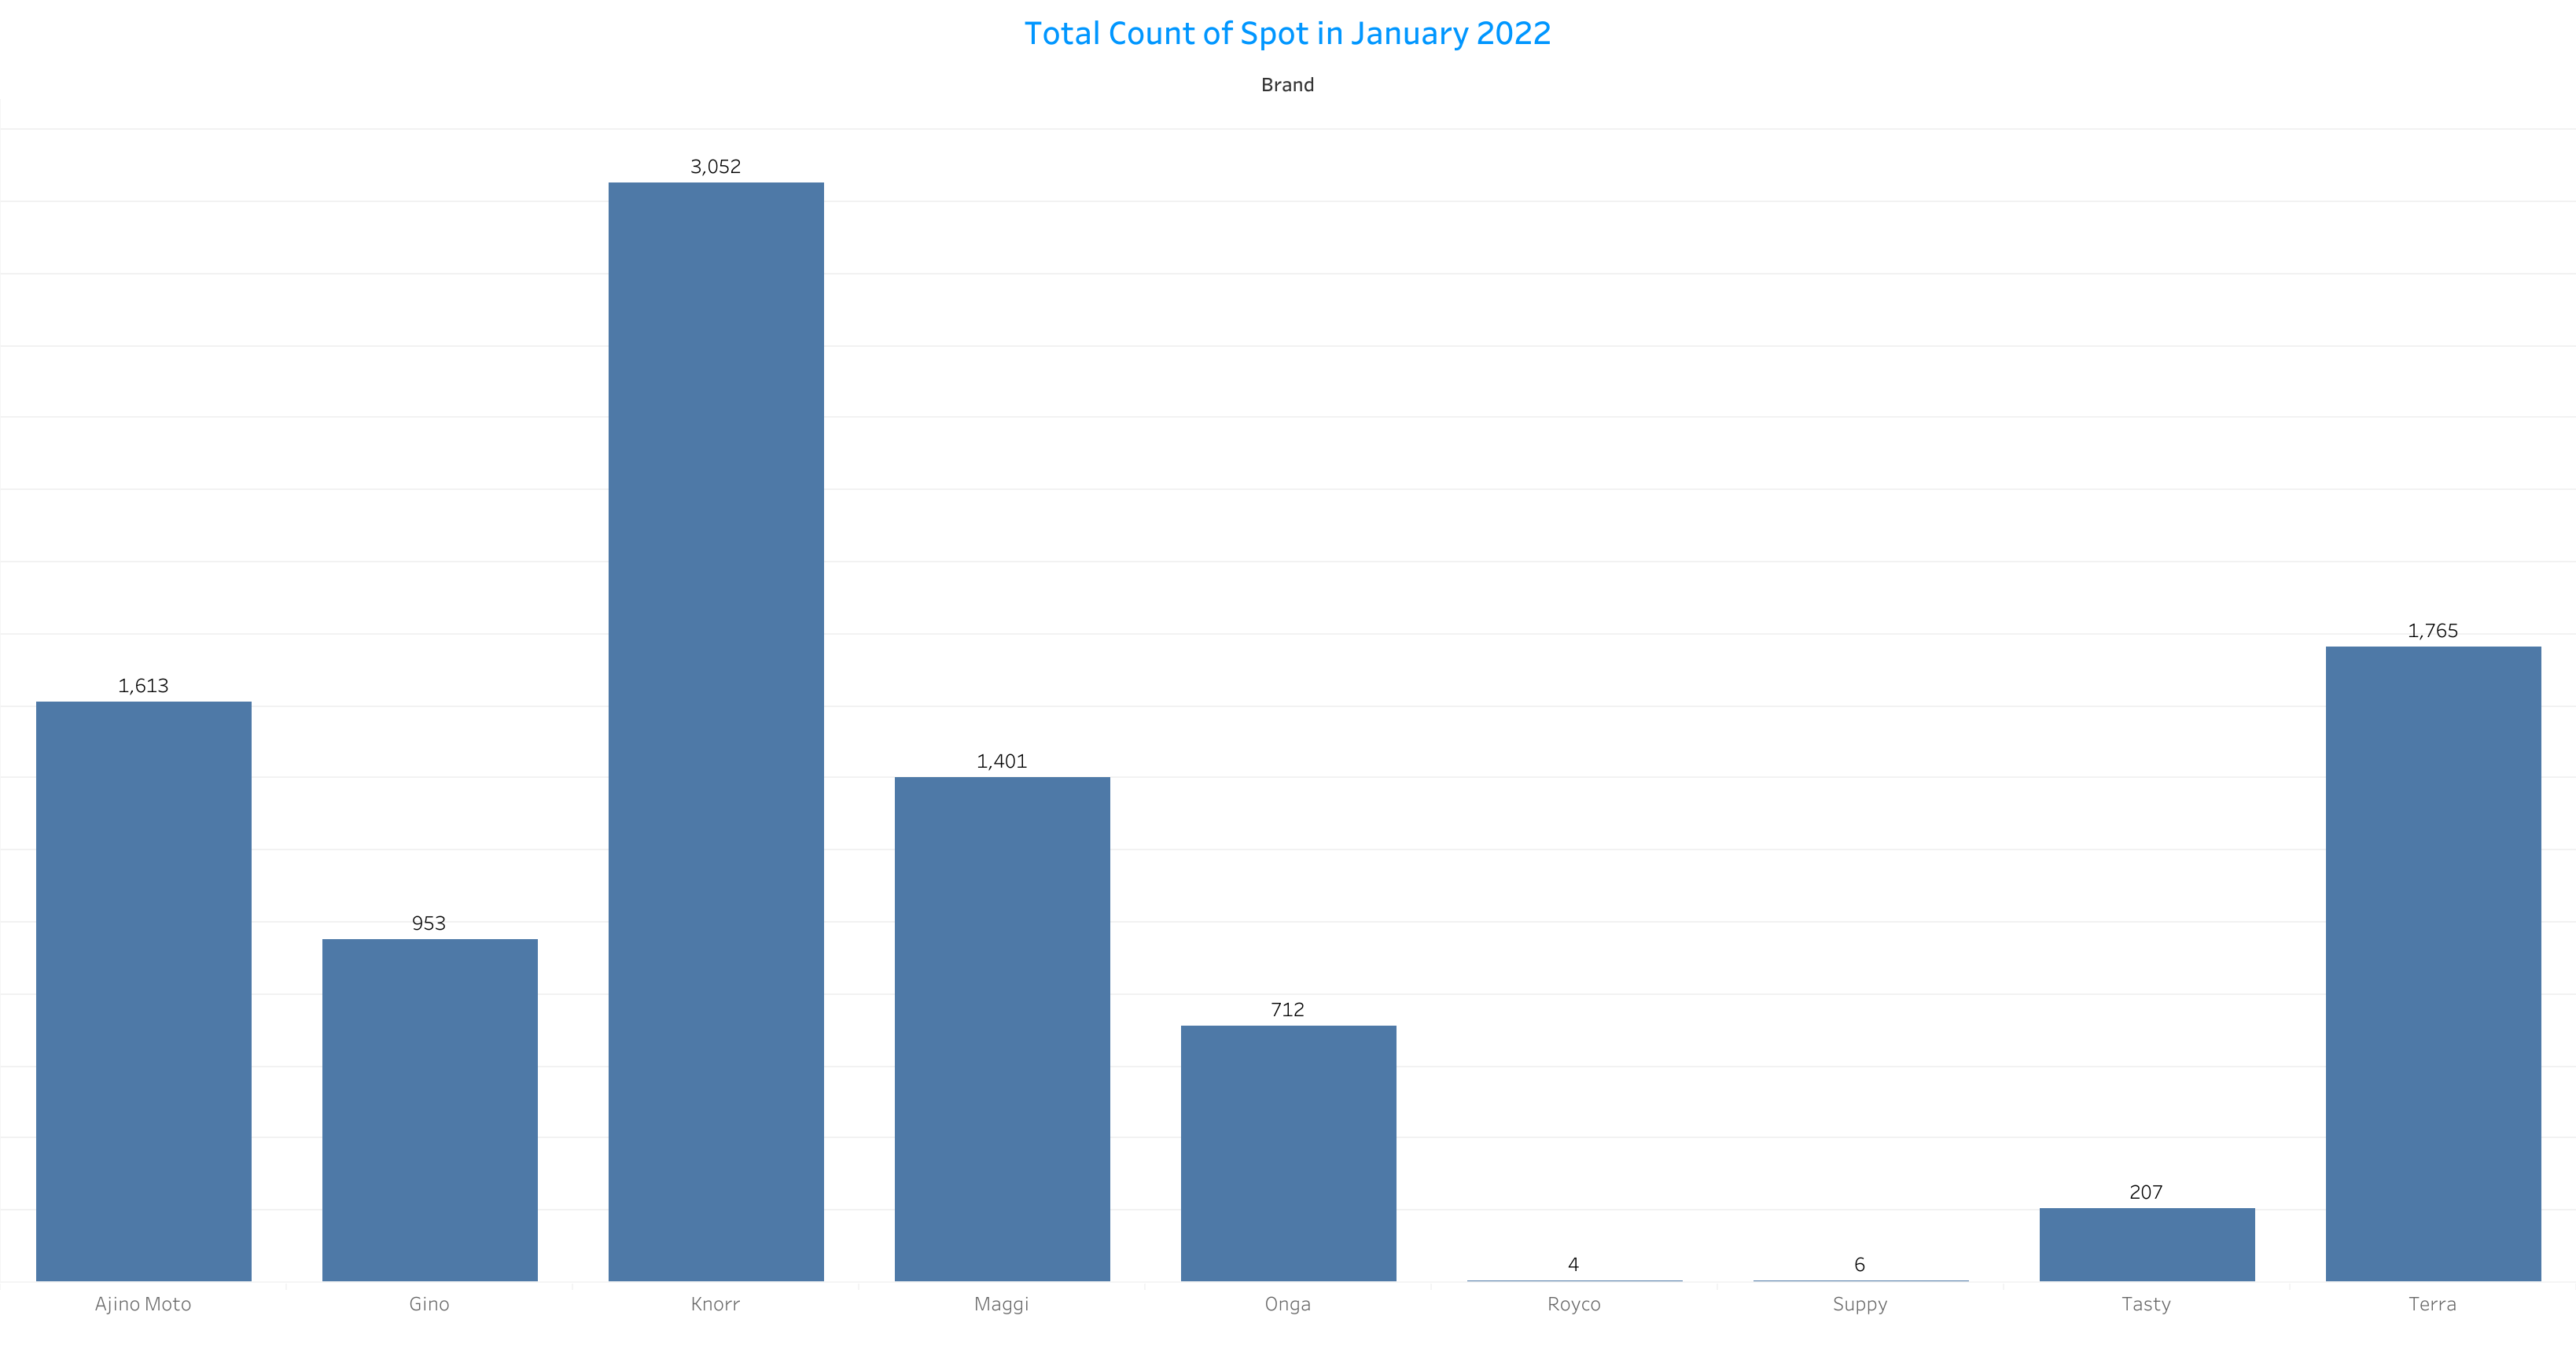 Total Count of Spot in January 2022
Brand
3,052
1,765
1,613
1,401
953
712
207
4
6
Ajino Moto
Gino
Knorr
Maggi
Onga
Royco
Suppy
Tasty
Terra